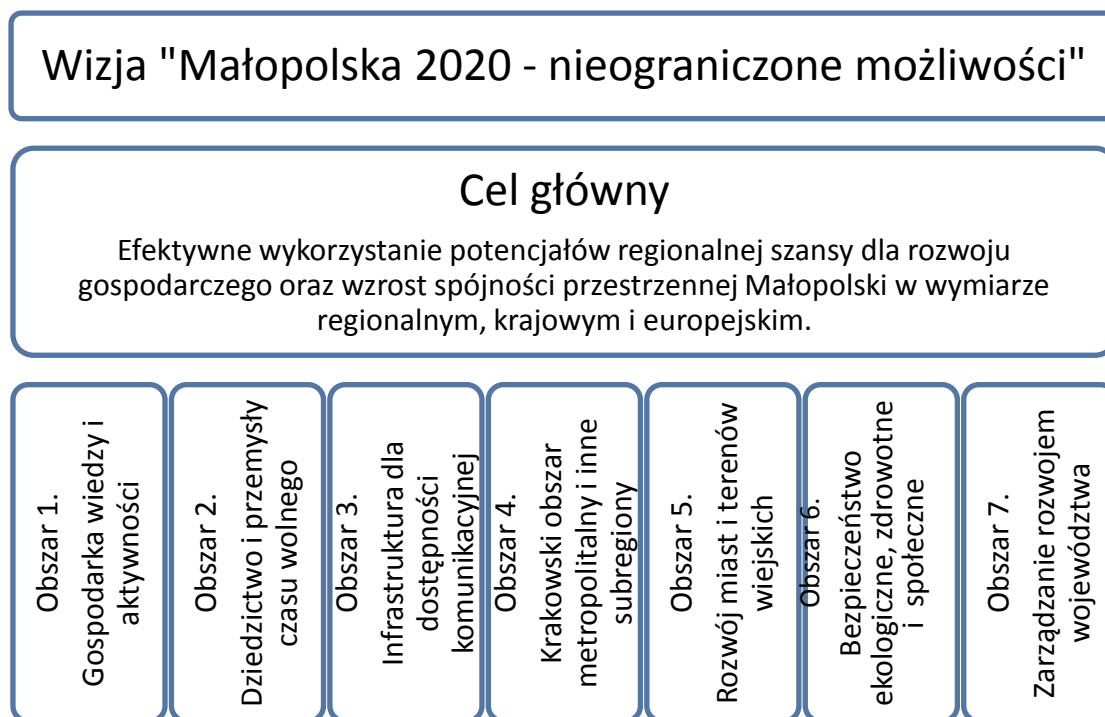 Wizja "Małopolska 2020 - nieograniczone możliwości"
Cel główny
Efektywne wykorzystanie potencjałów regionalnej szansy dla rozwoju
gospodarczego oraz wzrost spójności przestrzennej Małopolski w wymiarze
regionalnym, krajowym i europejskim.
Obszar 1.
Gospodarka wiedzy i
aktywności
Obszar 2.
Dziedzictwo i przemysły
czasu wolnego
Obszar 3.
Infrastruktura dla
dostępności
komunikacyjnej
Obszar 4.
Krakowski obszar
metropolitalny i inne
subregiony
Obszar 5.
Rozwój miast i terenów
wiejskich
Obszar 6.
Bezpieczeństwo
ekologiczne, zdrowotne
i społeczne
Obszar 7.
Zarządzanie rozwojem
województwa